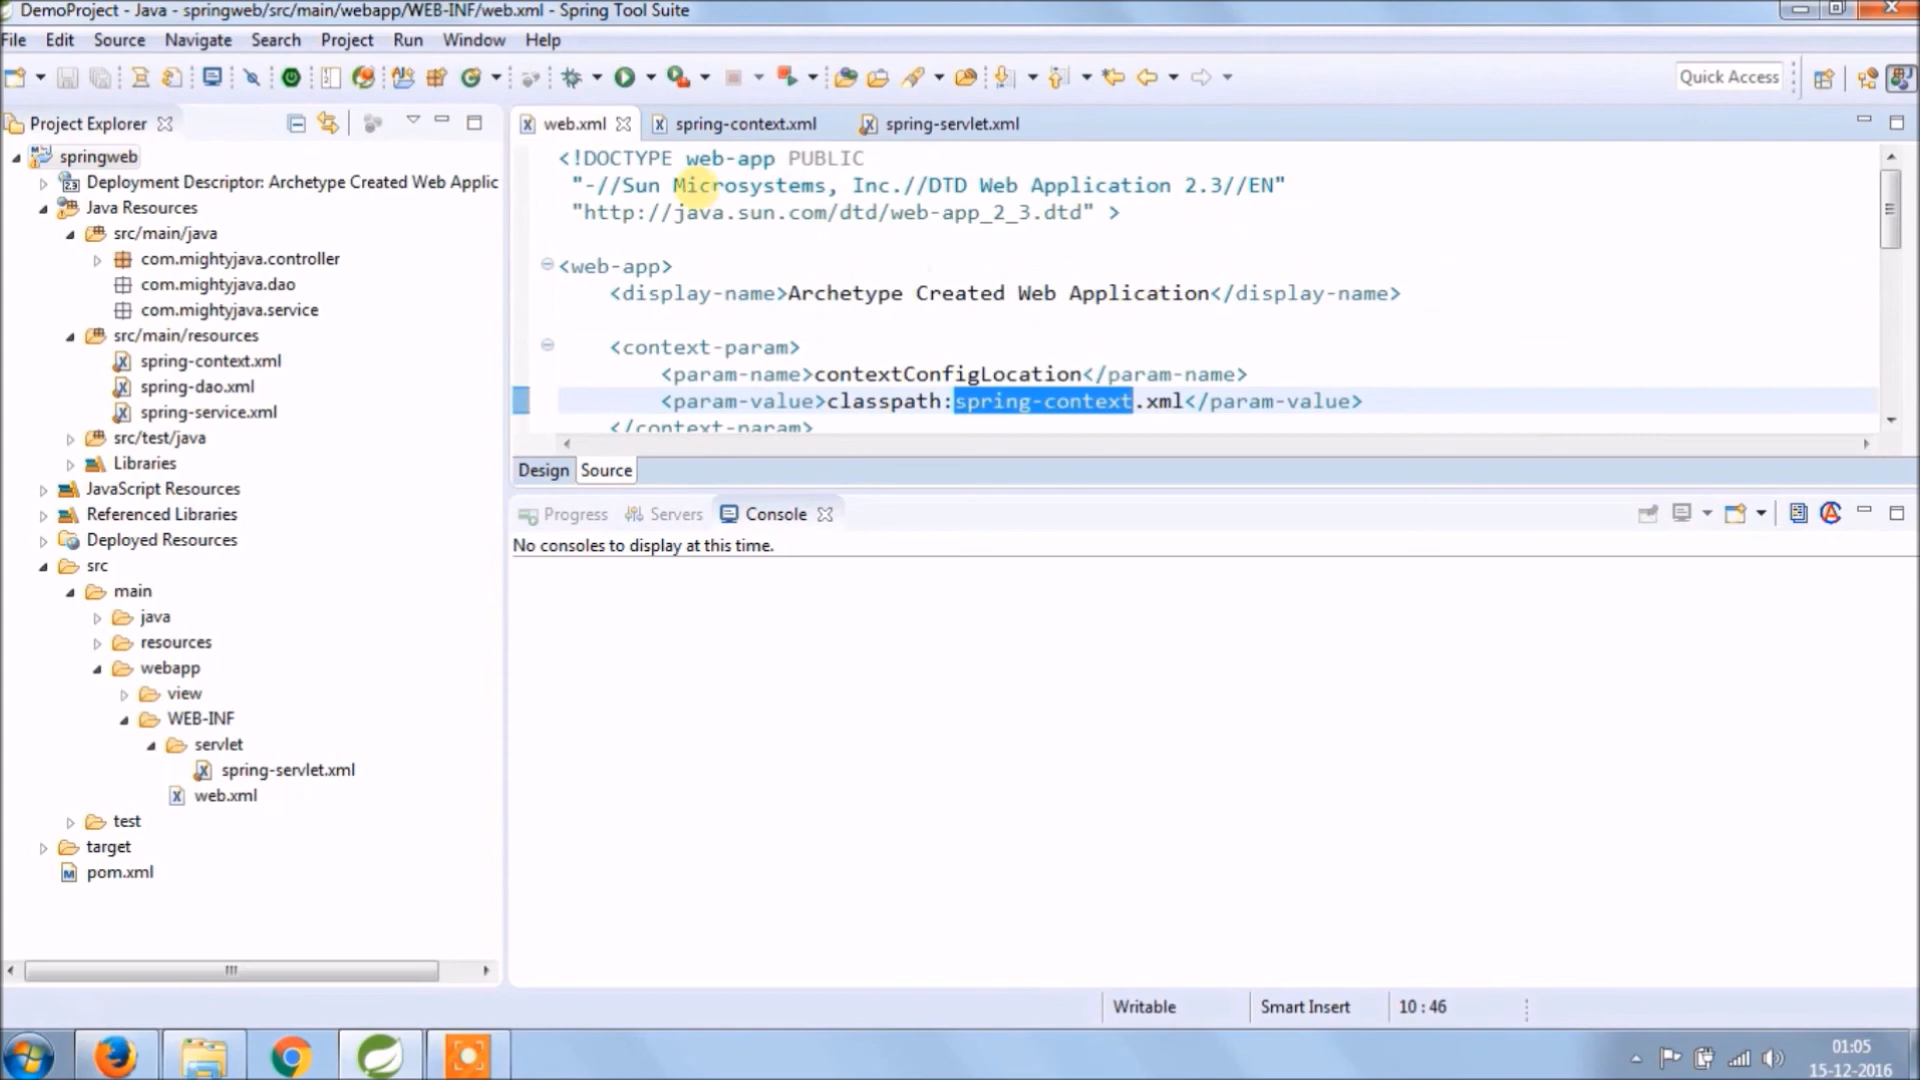 DemoProject - Java - springweb/src/main/webapp/WEB-INF/web.xml - Spring Tool Suite
File Edit Source Navigate Search Project Run Window Help
Quick Access
Project Explorer
springweb
Deployment Descriptor: Archetype Created Web Applic
Java Resources
src/main/java
com.mightyjava.controller
com.mightyjava.dao
com.mightyjava.service
src/main/resources
spring-context.xml
spring-dao.xml
spring-service.xml
src/test/java
Libraries
JavaScript Resources
Referenced Libraries
Deployed Resources
src
main
java
resources
webapp
view
WEB-INF
servlet
spring-servlet.xml
web.xml
test
target
pom.xml
web.xml spring-context.xml spring-servlet.xml
<!DOCTYPE web-app PUBLIC
"-//Sun Microsystems, Inc.//DTD Web Application 2.3//EN"
"http://java.sun.com/dtd/web-app_2_3.dtd" >
<web-app>
<display-name>Archetype Created Web Application</display-name>
<context-param>
<param-name>contextConfigLocation</param-name>
<param-value>classpath:spring-context.xml</param-value>
</context-param>
Design Source
Progress Servers Console
No consoles to display at this time.
Writable Smart Insert 10 : 46
01:05
15-12-2016